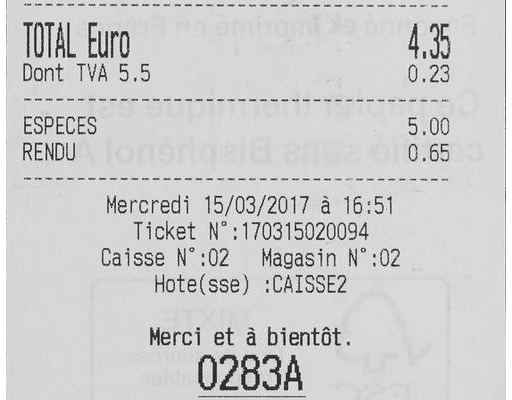 TOTAL Euro 4.35
Dont TVA 5.5 0.23
ESPECES 5.00
RENDU 0.65
Mercredi 15/03/2017 à 16:51
Ticket N°:170315020094
Caisse N°:02 Magasin N°:02
Hote(sse) :CAISSE2
Merci et à bientôt.
0283A